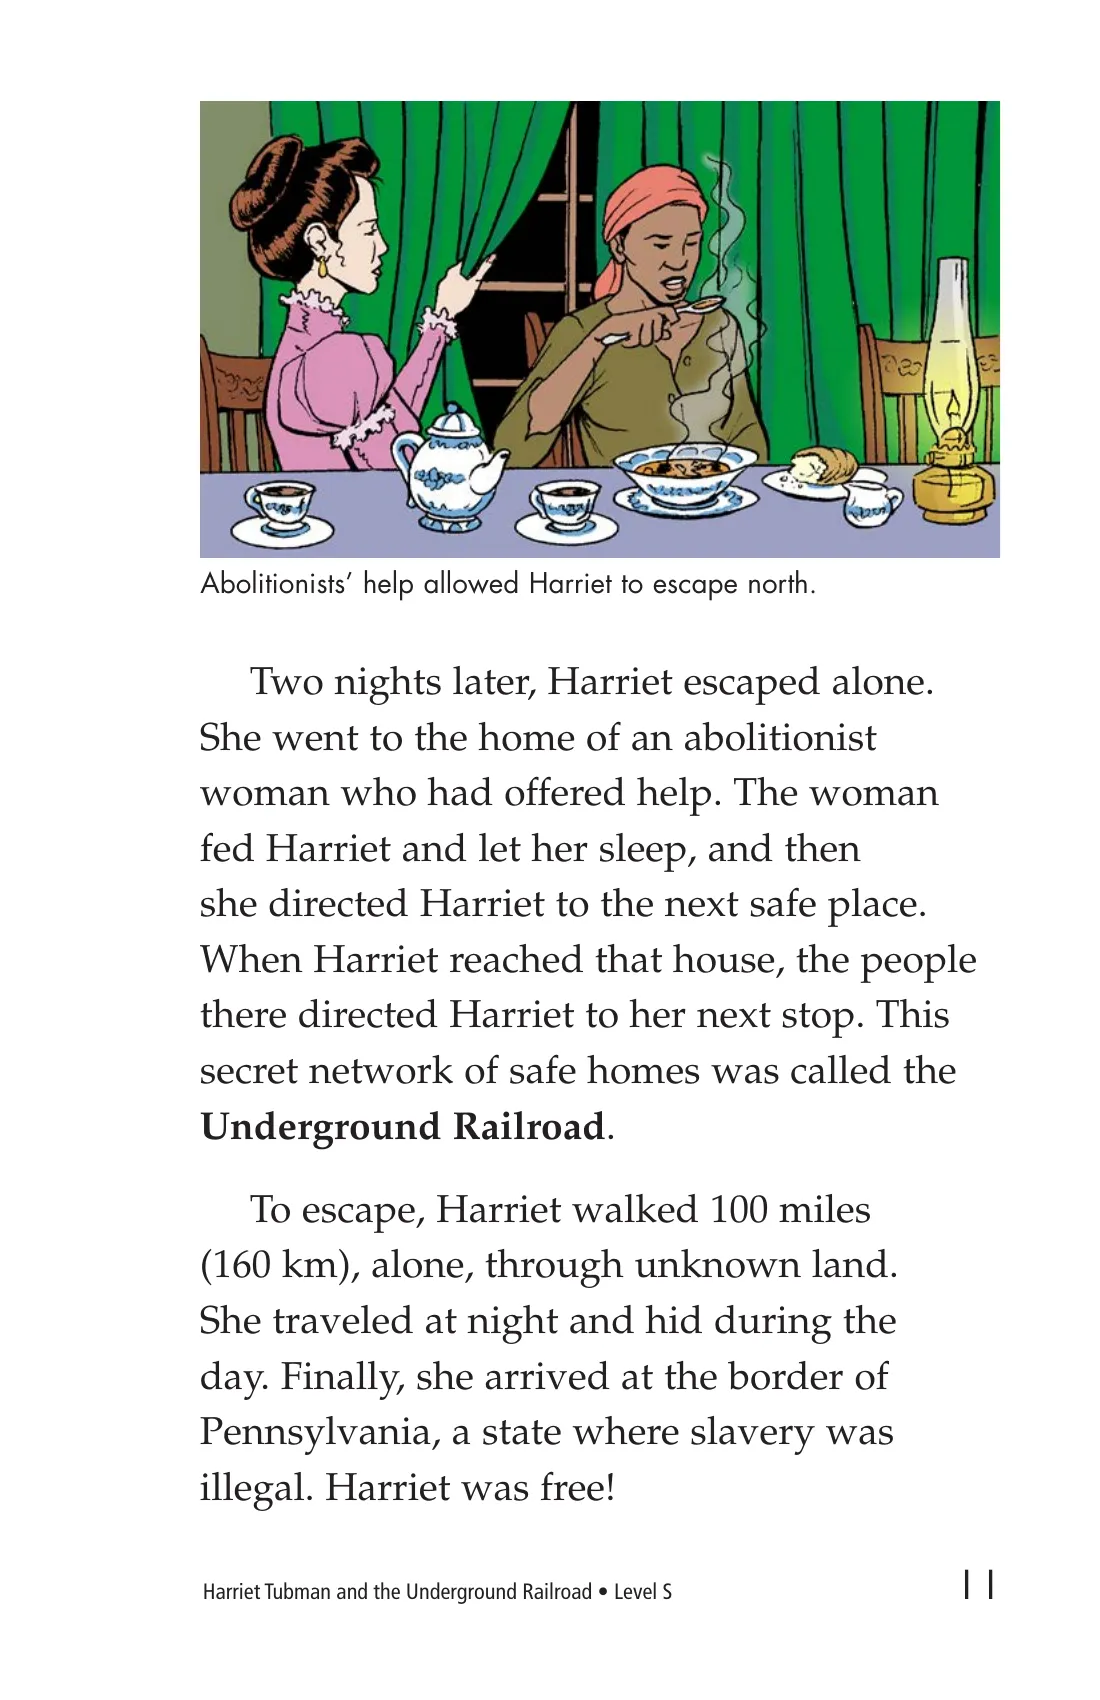 Abolitionists’ help allowed Harriet to escape north.
Two nights later, Harriet escaped alone.
She went to the home of an abolitionist
woman who had offered help. The woman
fed Harriet and let her sleep, and then
she directed Harriet to the next safe place.
When Harriet reached that house, the people
there directed Harriet to her next stop. This
secret network of safe homes was called the
Underground Railroad.
To escape, Harriet walked 100 miles
(160 km), alone, through unknown land.
She traveled at night and hid during the
day. Finally, she arrived at the border of
Pennsylvania, a state where slavery was
illegal. Harriet was free!
Harriet Tubman and the Underground Railroad • Level S 11